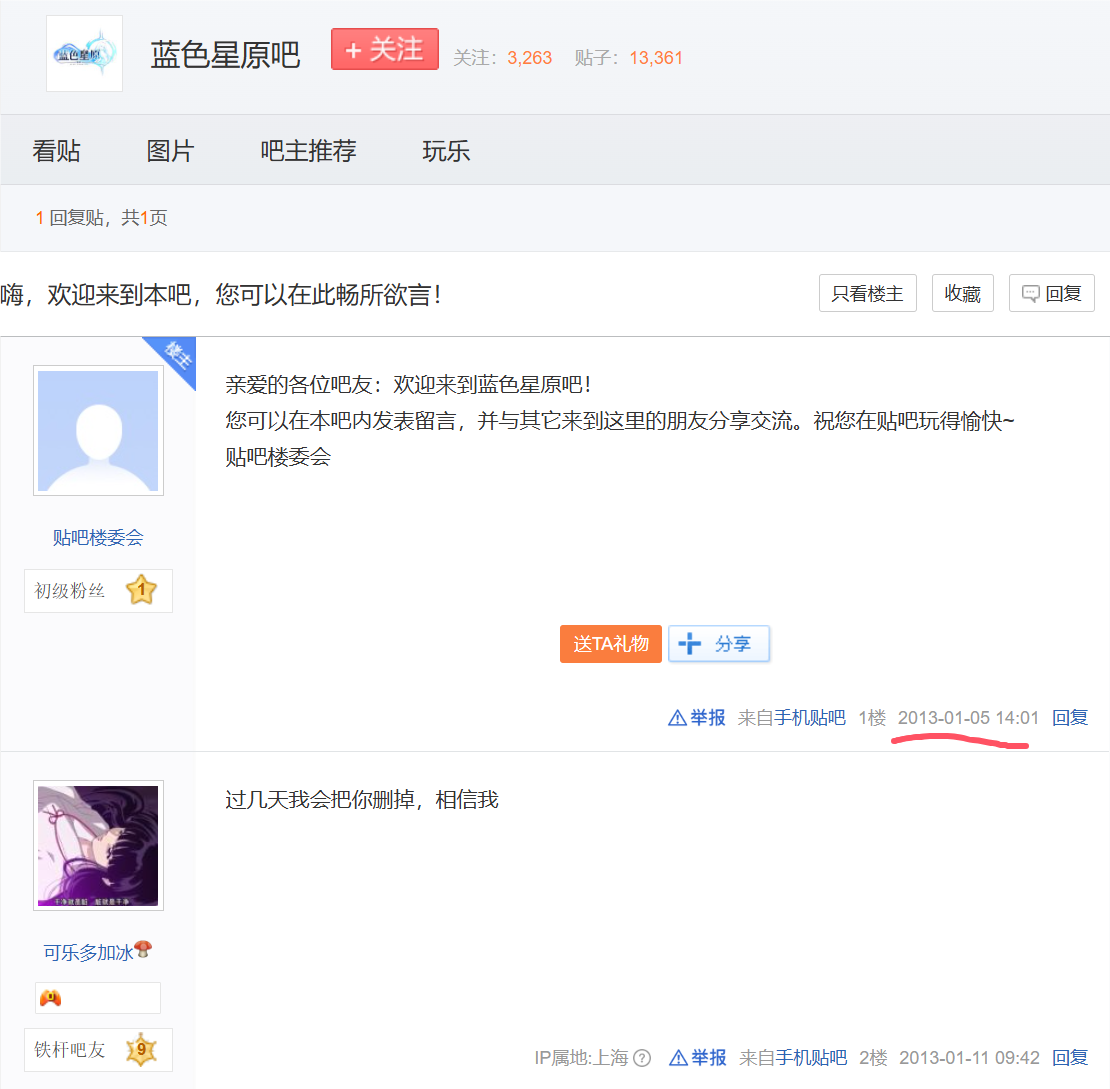 蓝色星原
蓝色星原吧
+ 关注
关注：3,263 贴子：13,361
看贴 图片 吧主推荐 玩乐
1 回复贴，共1页
嗨，欢迎来到本吧，您可以在此畅所欲言！
只看楼主 收藏 回复
楼主
亲爱的各位吧友：欢迎来到蓝色星原吧！
您可以在本吧内发表留言，并与其它来到这里的朋友分享交流。祝您在贴吧玩得愉快~
贴吧楼委会
贴吧楼委会
初级粉丝 1
送TA礼物 分享
举报 来自手机贴吧 1楼 2013-01-05 14:01 回复
过几天我会把你删掉，相信我
干净就是脏 脏就是干净
可乐多加冰
铁杆吧友 9
IP属地:上海 ? 举报 来自手机贴吧 2楼 2013-01-11 09:42 回复